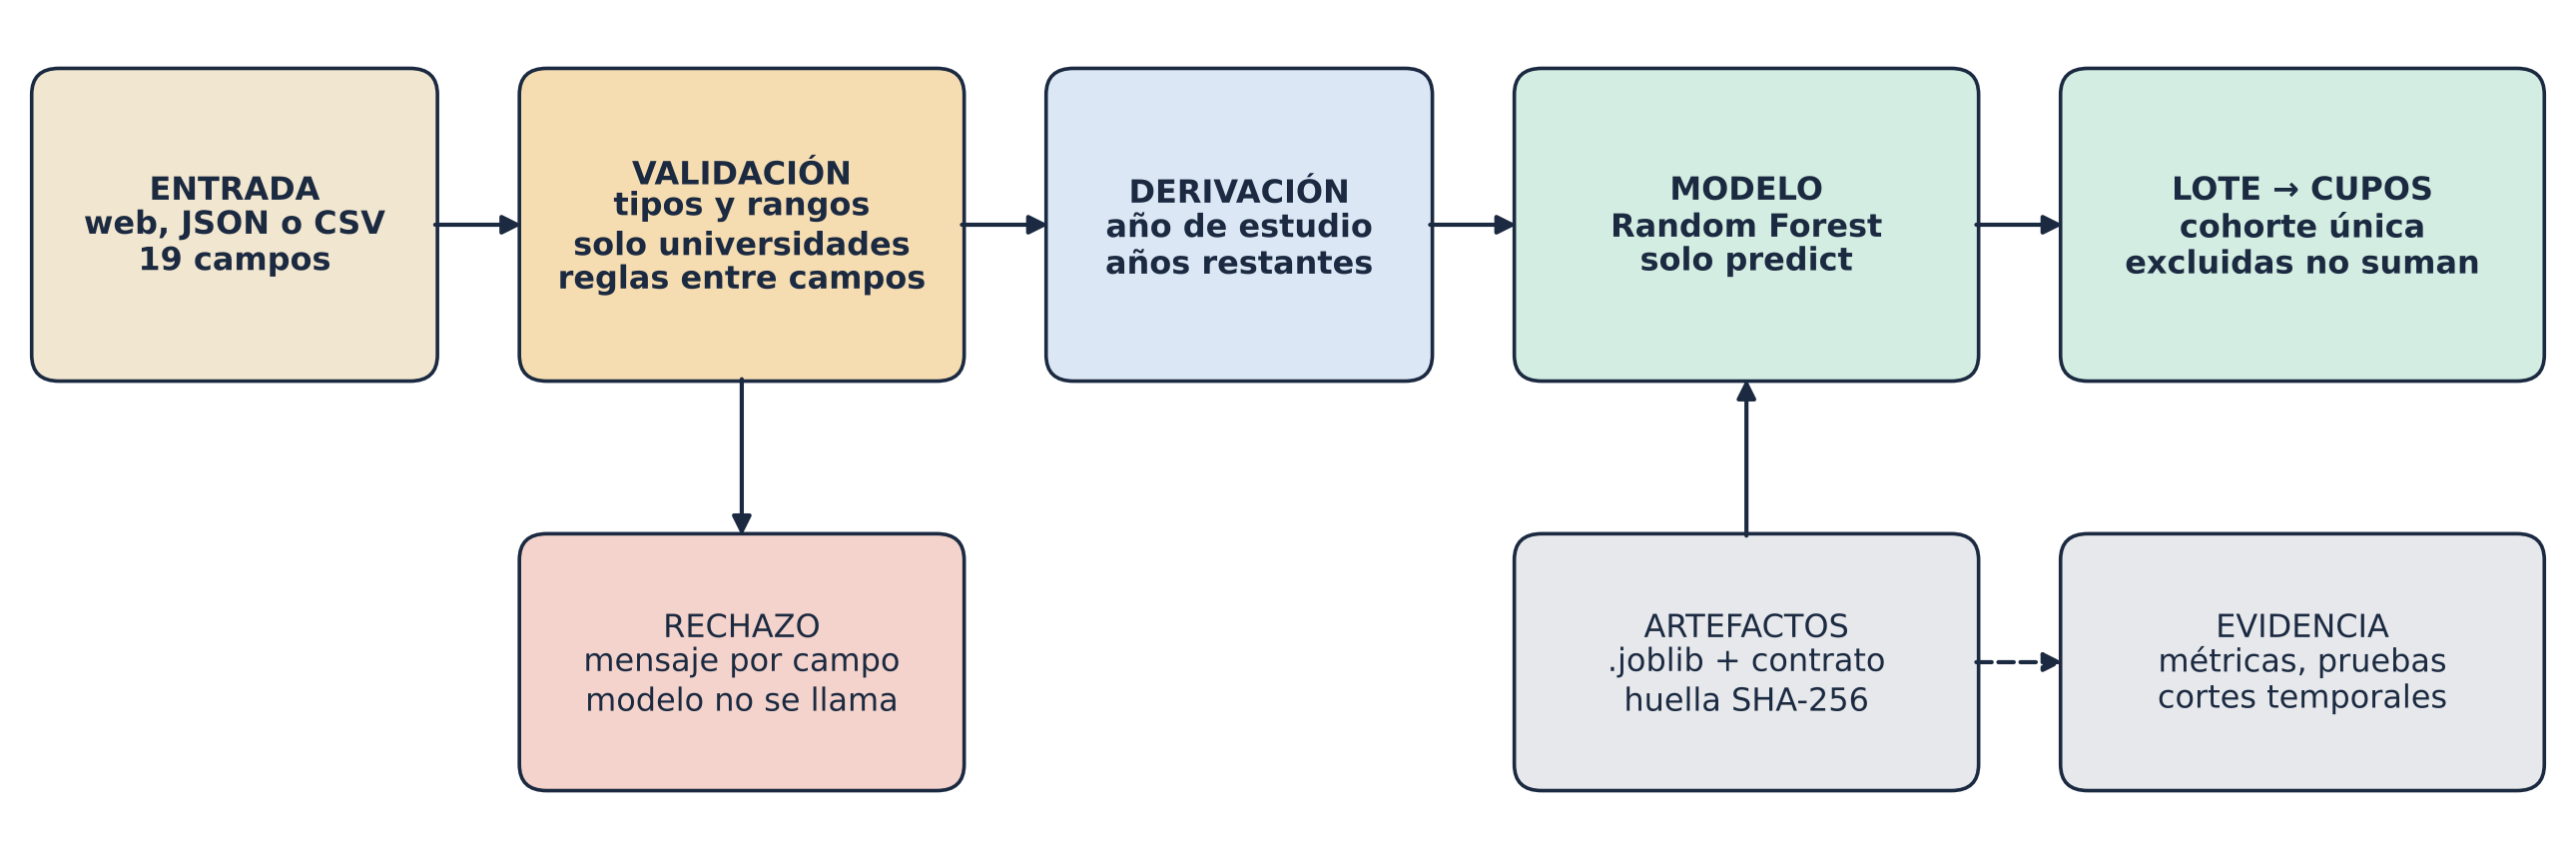 ENTRADA
web, JSON o CSV
19 campos
VALIDACIÓN
tipos y rangos
solo universidades
reglas entre campos
DERIVACIÓN
año de estudio
años restantes
MODELO
Random Forest
solo predict
LOTE → CUPOS
cohorte única
excluidas no suman
RECHAZO
mensaje por campo
modelo no se llama
ARTEFACTOS
.joblib + contrato
huella SHA-256
EVIDENCIA
métricas, pruebas
cortes temporales